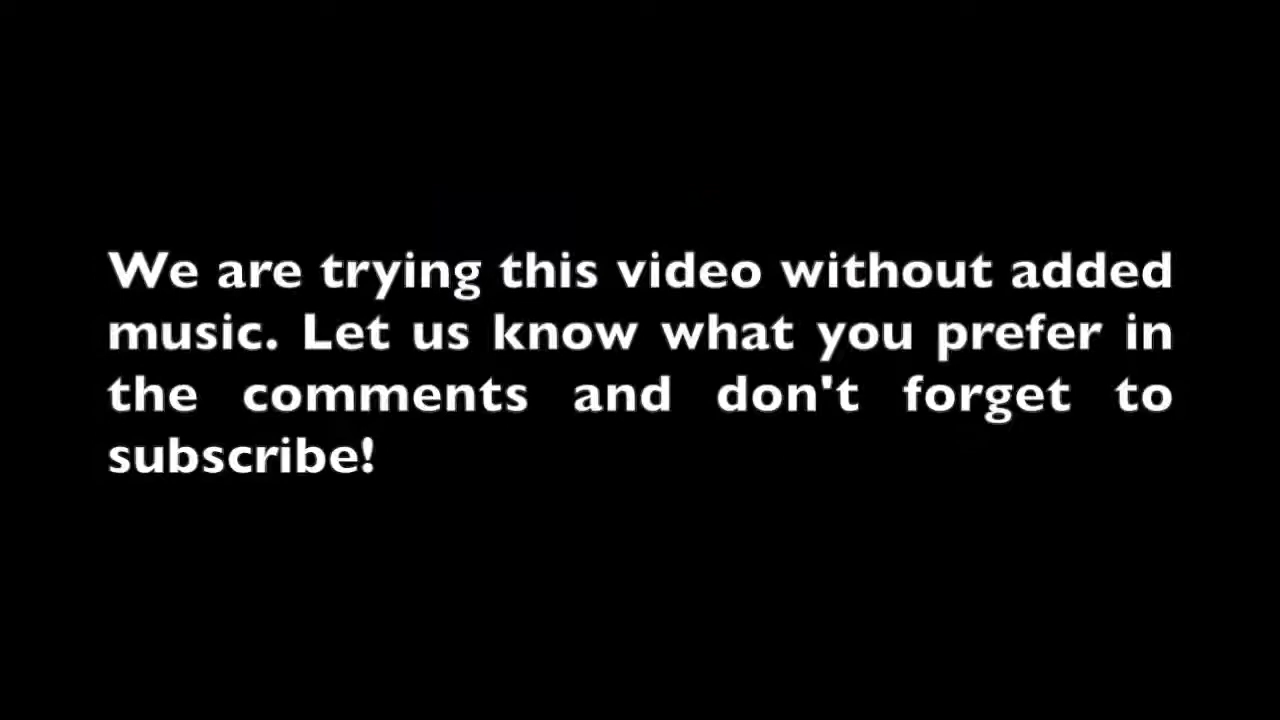 We are trying this video without added
music. Let us know what you prefer in
the comments and don't forget to
subscribe!